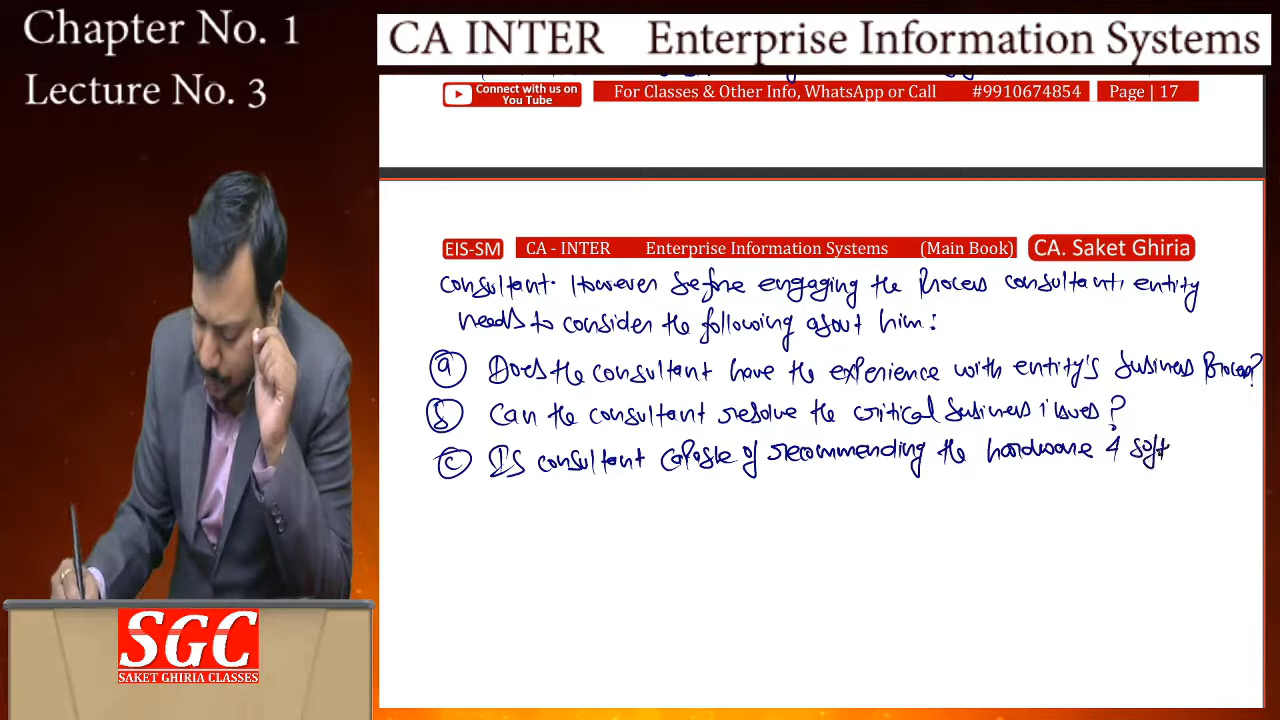 Chapter No. 1
Lecture No. 3
CA INTER Enterprise Information Systems
Connect with us on
You Tube
For Classes & Other Info, WhatsApp or Call #9910674854 Page | 17
EIS-SM CA - INTER Enterprise Information Systems (Main Book) CA. Saket Ghiria
consultant. However before engaging the Process consultant, entity
needs to consider the following about him:
(a) Does the consultant have the experience with entity's business Process?
(b) Can the consultant resolve the critical business issues?
(c) Is consultant capable of recommending the hardware & soft
SGC
SAKET GHIRIA CLASSES